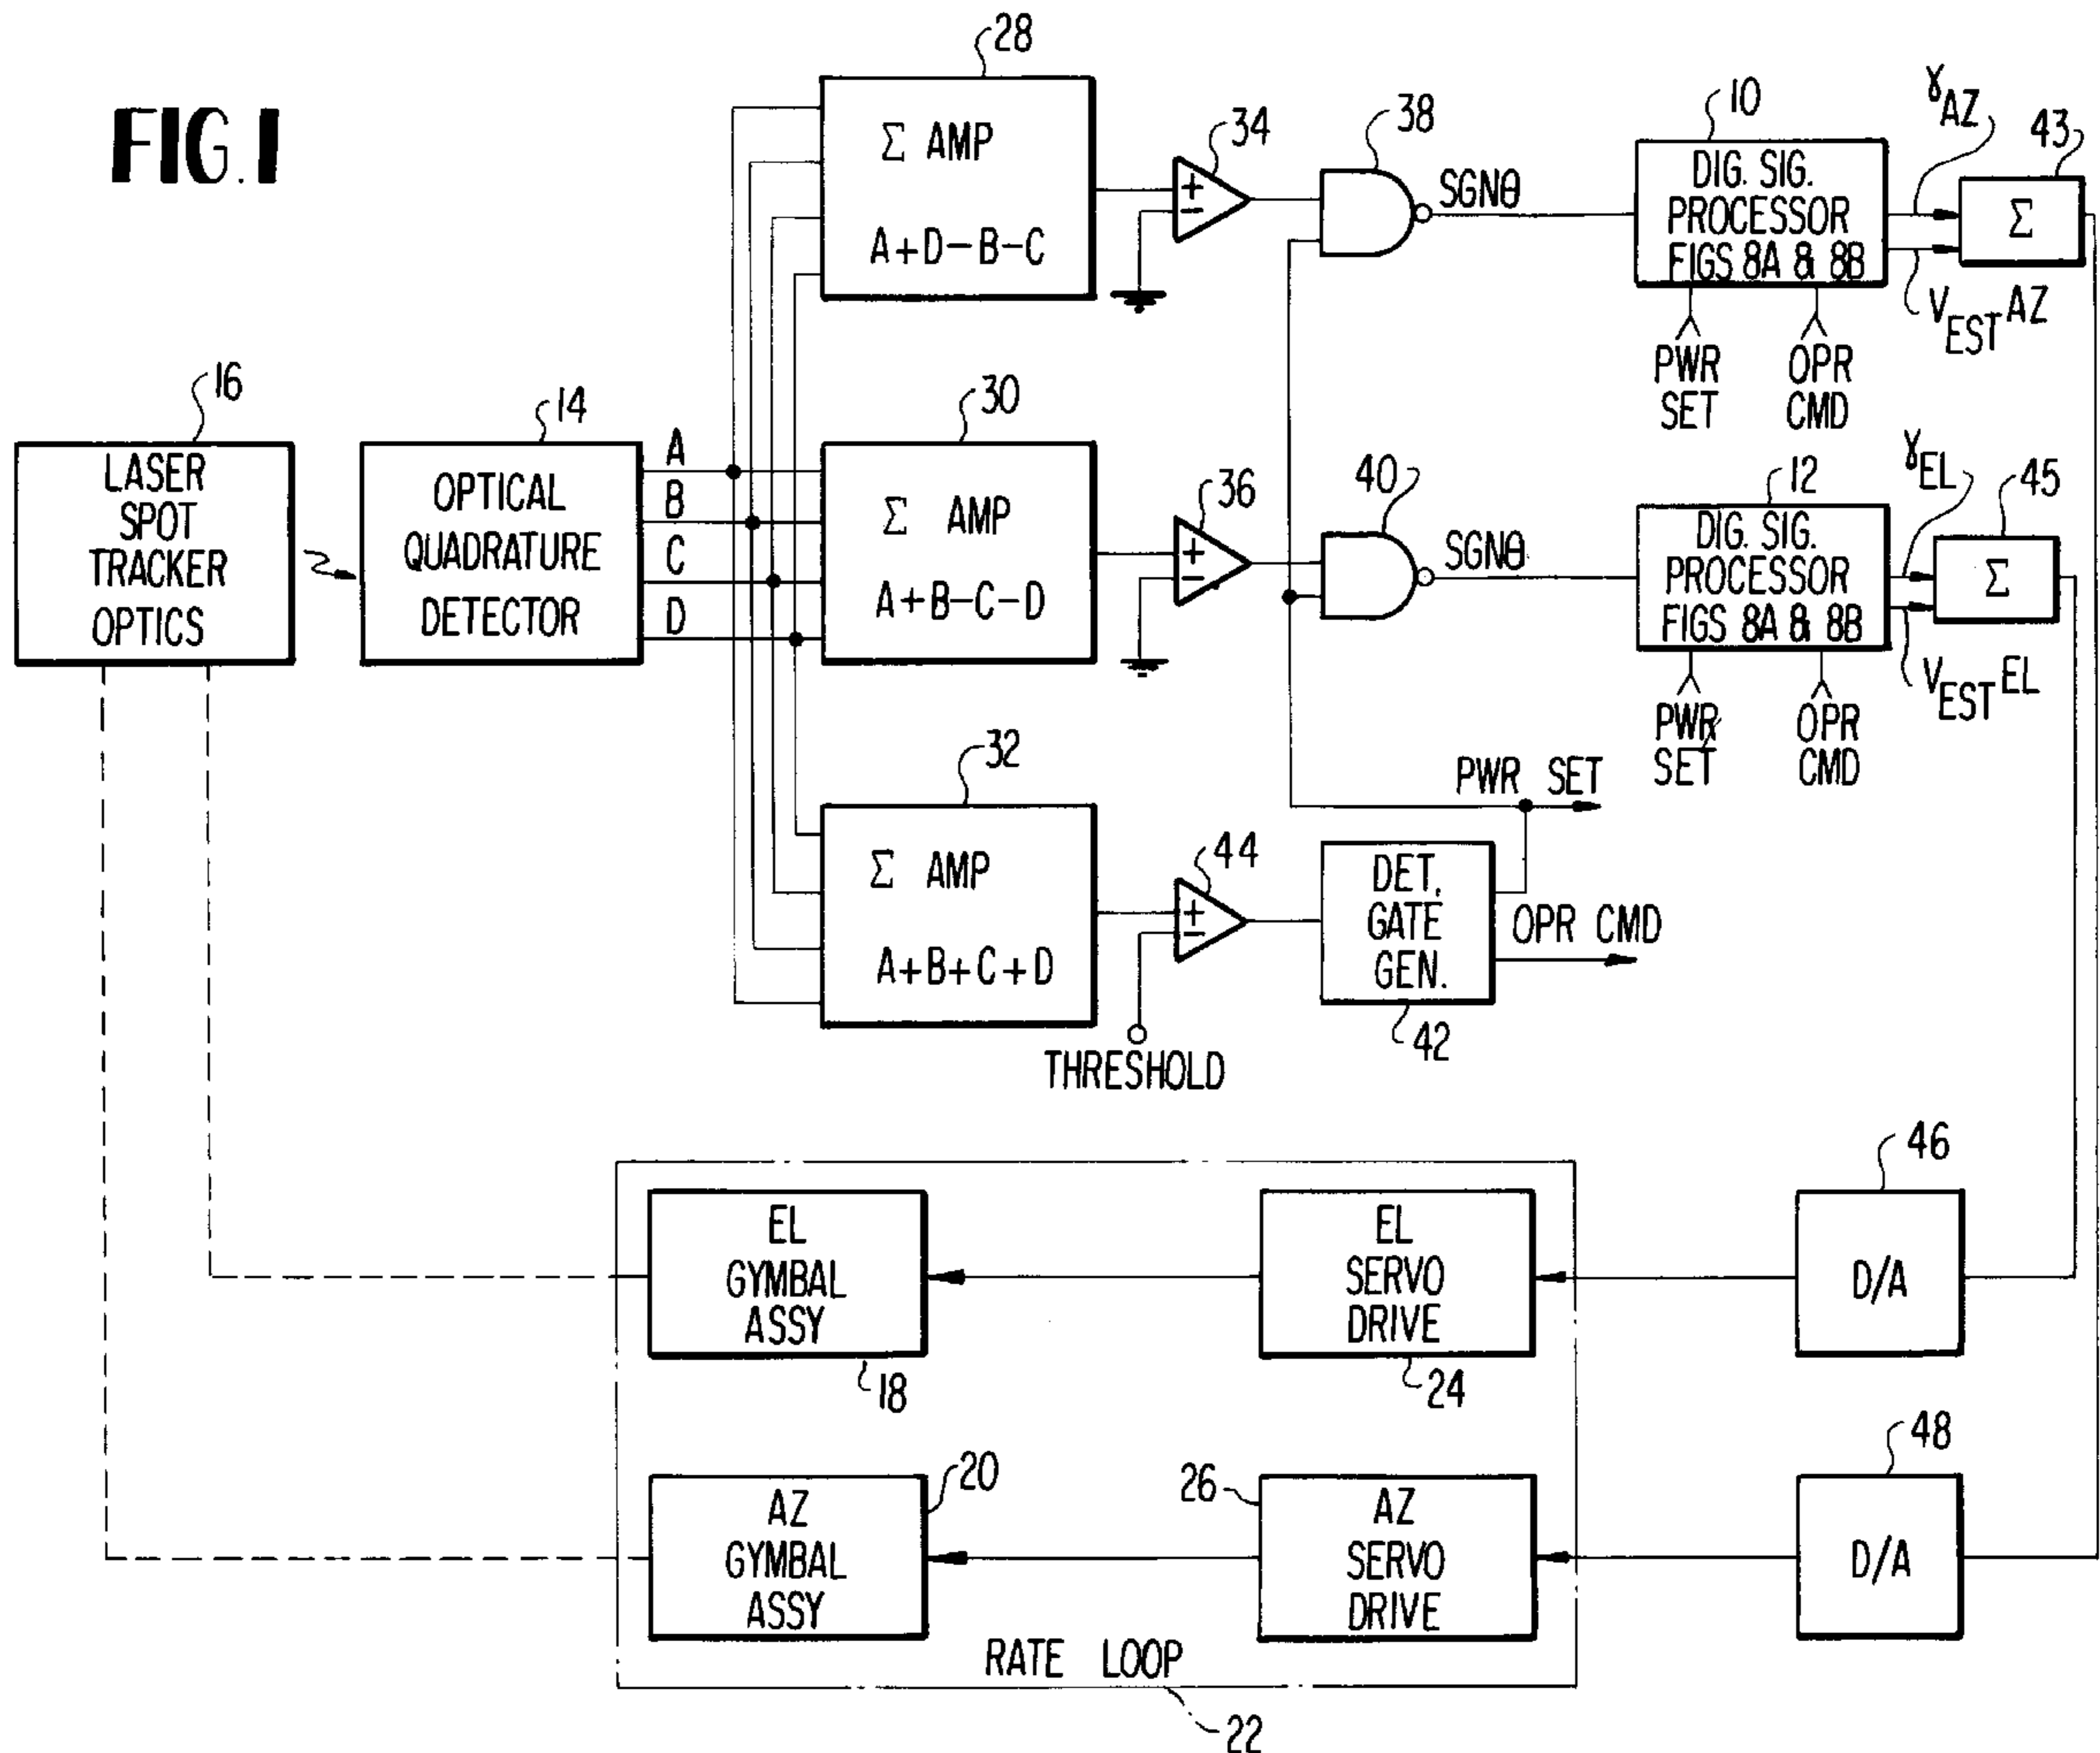 FIG.1
28
Σ AMP
A+D-B-C
34
+
-
38
SGNθ
10
DIG. SIG.
PROCESSOR
FIGS 8A & 8B
γAZ
VEST AZ
43
Σ
PWR
SET
OPR
CMD
16
LASER
SPOT
TRACKER
OPTICS
14
OPTICAL
QUADRATURE
DETECTOR
A
B
C
D
30
Σ AMP
A+B-C-D
36
+
-
40
SGNθ
12
DIG. SIG.
PROCESSOR
FIGS 8A & 8B
γEL
VEST EL
45
Σ
PWR
SET
OPR
CMD
32
Σ AMP
A+B+C+D
44
+
-
THRESHOLD
PWR SET
DET.
GATE
GEN.
42
OPR CMD
EL
GYMBAL
ASSY
18
EL
SERVO
DRIVE
24
46
D/A
AZ
GYMBAL
ASSY
20
26
AZ
SERVO
DRIVE
48
D/A
RATE LOOP
22